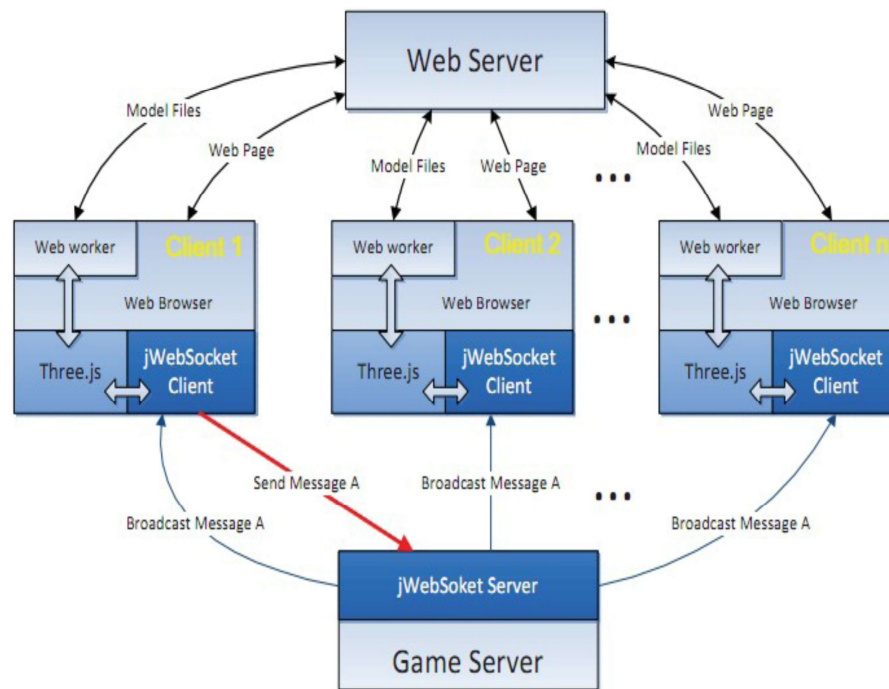 Web Server
Model Files
Web Page
Model Files
Web Page
Model Files
Web Page
...
Web worker
Client 1
Web Browser
Three.js
jWebSocket
Client
Web worker
Client 2
Web Browser
Three.js
jWebSocket
Client
...
Web worker
Client n
Web Browser
Three.js
jWebSocket
Client
Send Message A
Broadcast Message A
Broadcast Message A
...
Broadcast Message A
jWebSoket Server
Game Server